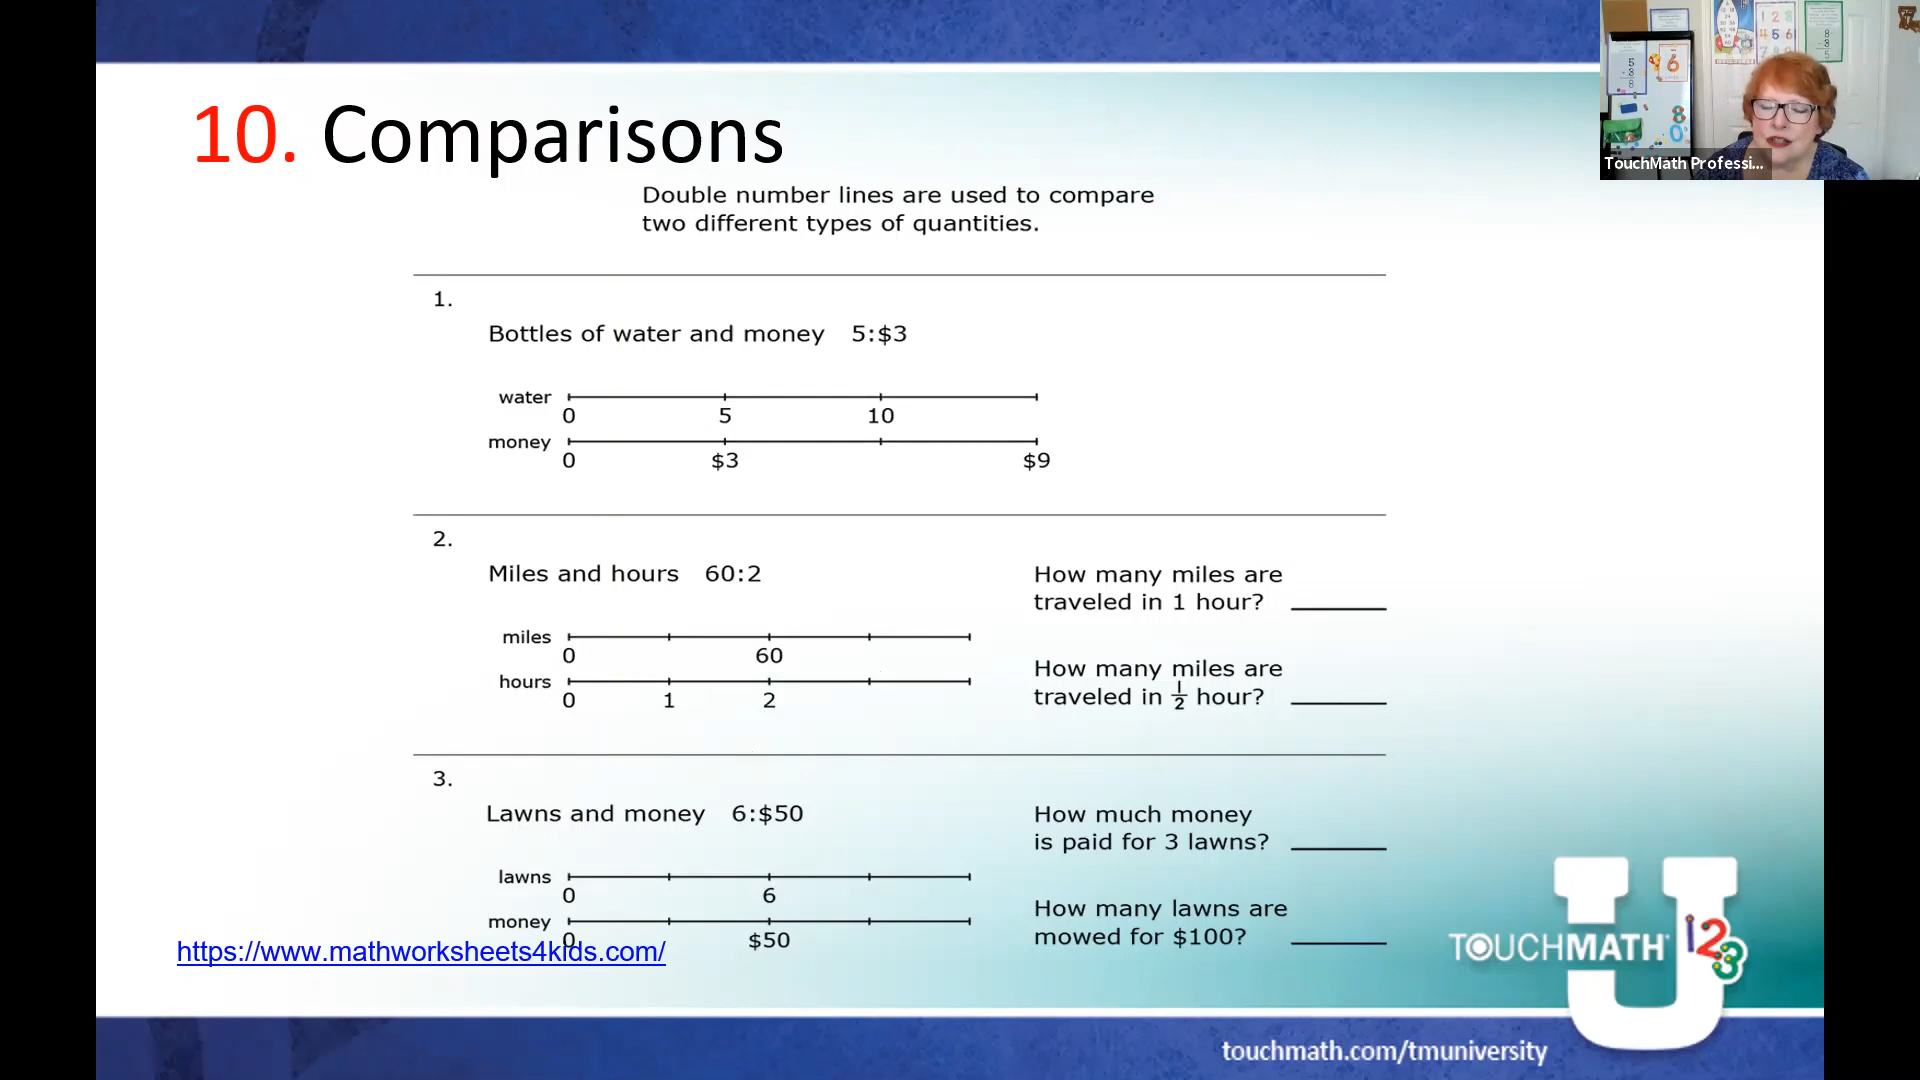 10. Comparisons
Double number lines are used to compare
two different types of quantities.
1.
Bottles of water and money 5:$3
water
0 5 10
money
0 $3 $9
2.
Miles and hours 60:2
miles
0 60
hours
0 1 2
How many miles are
traveled in 1 hour?
How many miles are
traveled in 1/2 hour?
3.
Lawns and money 6:$50
lawns
0 6
money
0 $50
How much money
is paid for 3 lawns?
How many lawns are
mowed for $100?
https://www.mathworksheets4kids.com/
TOUCHMATH 123
U
touchmath.com/tmuniversity
TouchMath Professi...